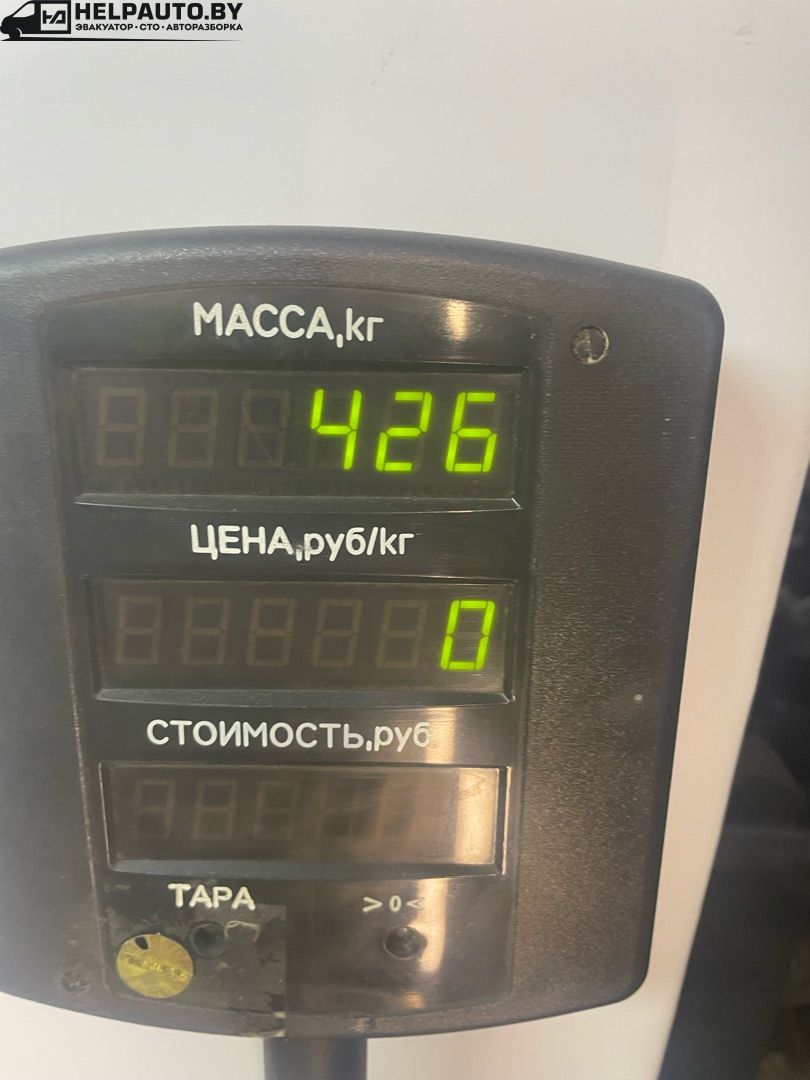 HELPAUTO.BY
ЭВАКУАТОР • СТО • АВТОРАЗБОРКА
МАССА,кг
426
ЦЕНА,руб/кг
0
СТОИМОСТЬ,руб
ТАРА >0<